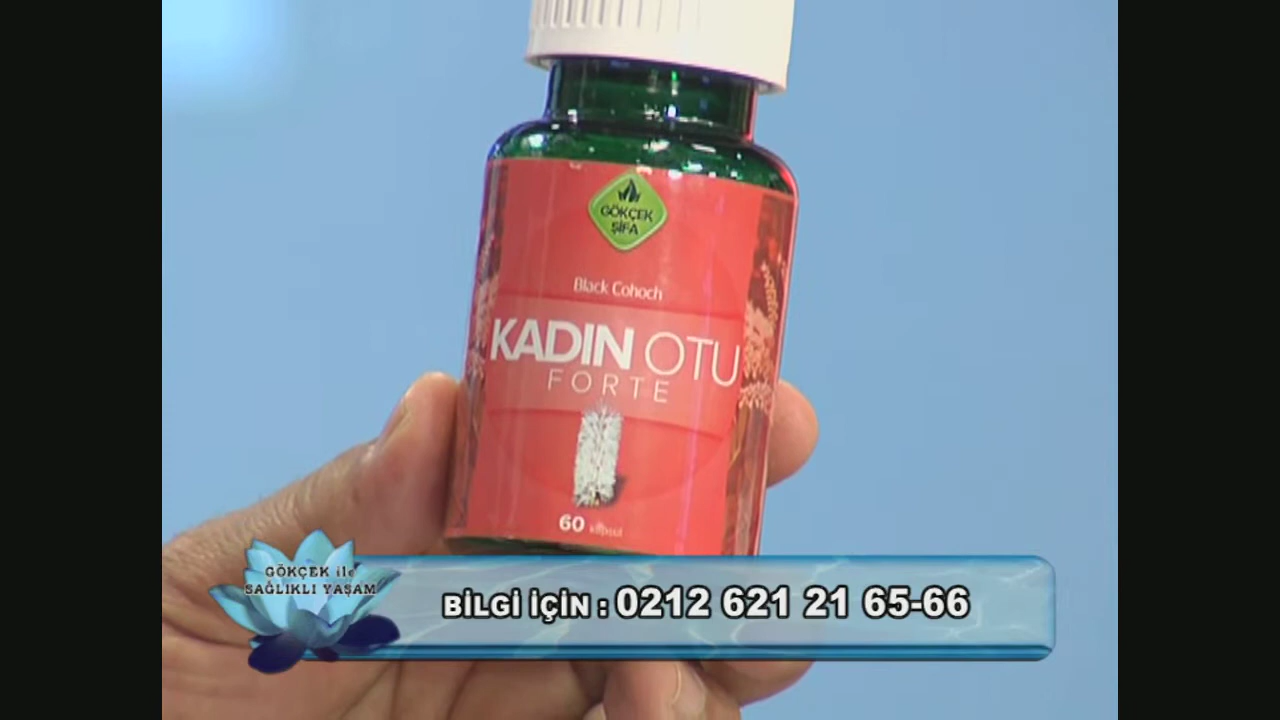 GÖKÇEK
ŞİFA
Black Cohoch
KADIN OTU
FORTE
60 kapsül
GÖKÇEK ile
SAĞLIKLI YAŞAM
BİLGİ İÇİN : 0212 621 21 65-66